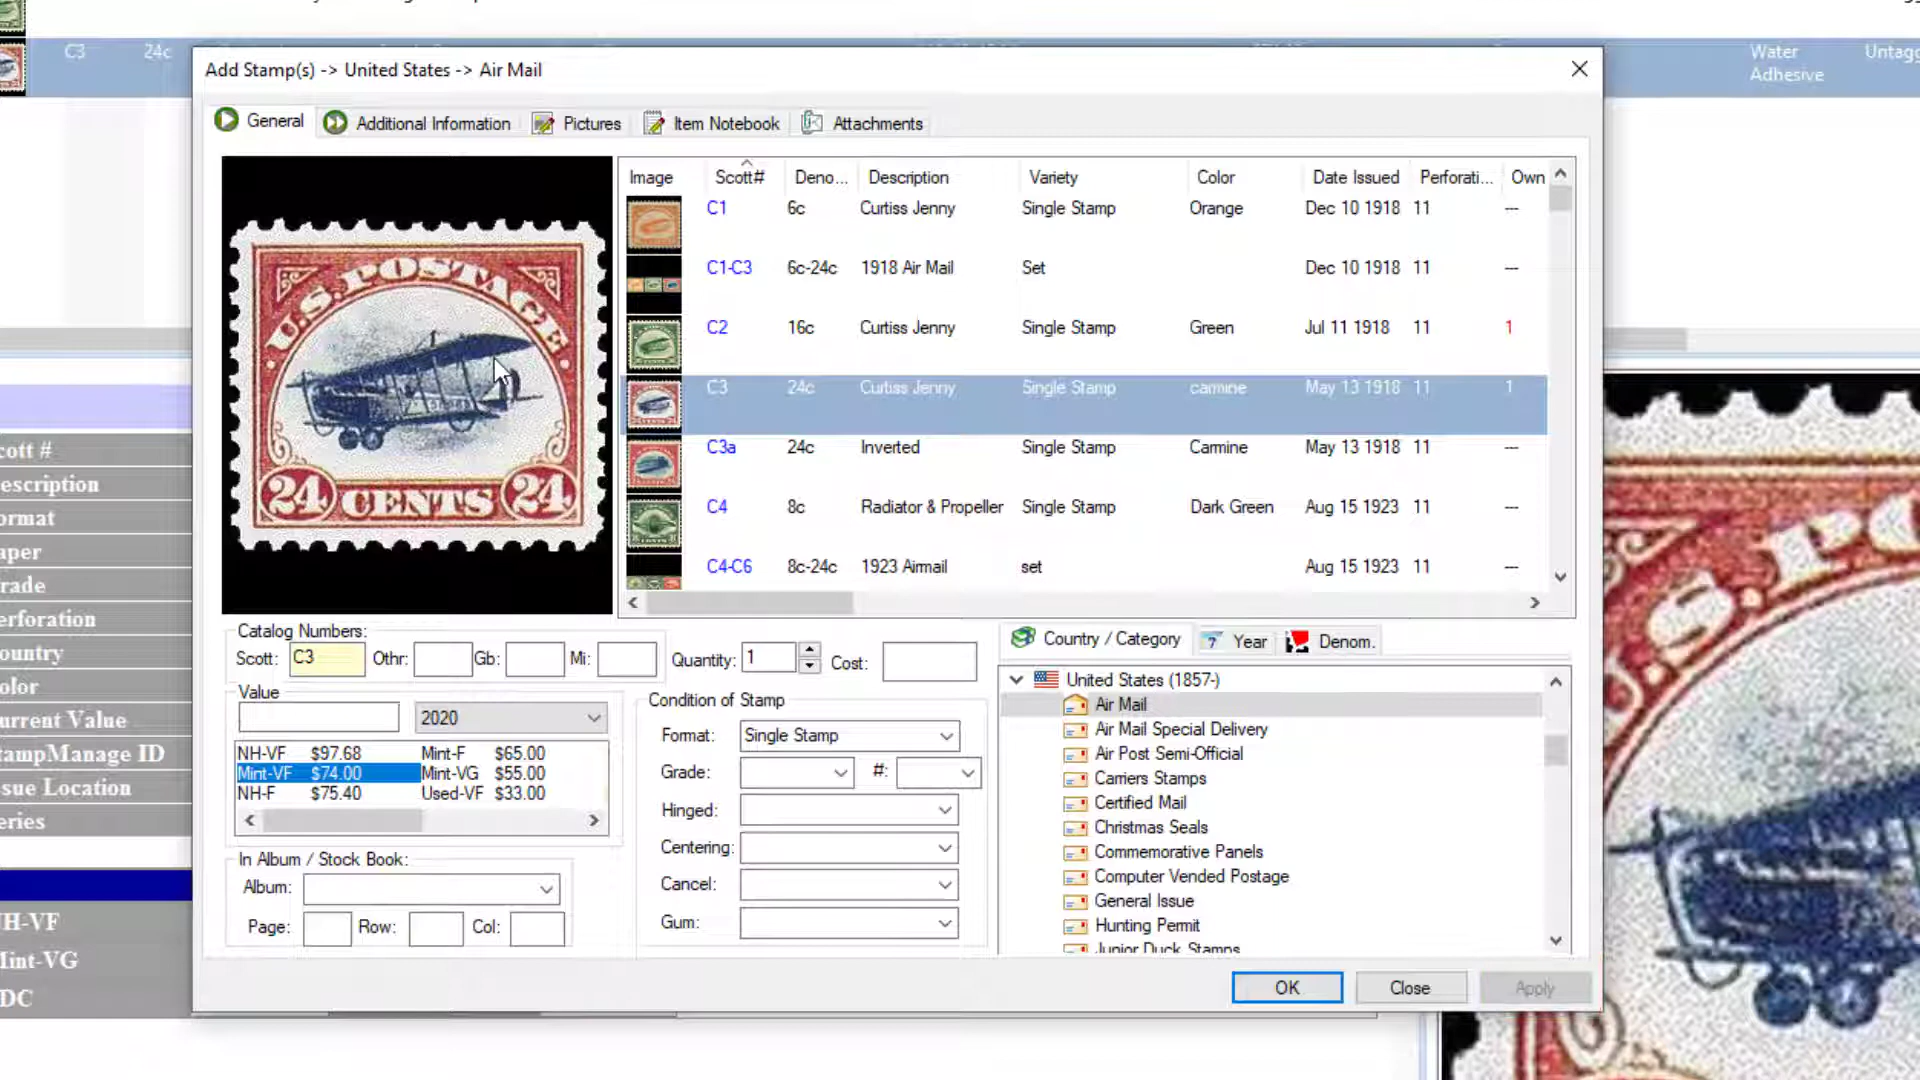 C3 24c Water Untagg
Adhesive
Add Stamp(s) -> United States -> Air Mail
General Additional Information Pictures Item Notebook Attachments
Image Scott# Deno... Description Variety Color Date Issued Perforati... Own
C1 6c Curtiss Jenny Single Stamp Orange Dec 10 1918 11 ---
C1-C3 6c-24c 1918 Air Mail Set Dec 10 1918 11 ---
C2 16c Curtiss Jenny Single Stamp Green Jul 11 1918 11 1
C3 24c Curtiss Jenny Single Stamp carmine May 13 1918 11 1
C3a 24c Inverted Single Stamp Carmine May 13 1918 11 ---
C4 8c Radiator & Propeller Single Stamp Dark Green Aug 15 1923 11 ---
C4-C6 8c-24c 1923 Airmail set Aug 15 1923 11 ---
U.S. POSTAGE
24 CENTS 24
Catalog Numbers:
Scott: C3 Othr: Gb: Mi: Quantity: 1 Cost:
Value
2020
NH-VF $97.68 Mint-F $65.00
Mint-VF $74.00 Mint-VG $55.00
NH-F $75.40 Used-VF $33.00
In Album / Stock Book:
Album:
Page: Row: Col:
Condition of Stamp
Format: Single Stamp
Grade: #:
Hinged:
Centering:
Cancel:
Gum:
Country / Category Year Denom.
United States (1857-)
Air Mail
Air Mail Special Delivery
Air Post Semi-Official
Carriers Stamps
Certified Mail
Christmas Seals
Commemorative Panels
Computer Vended Postage
General Issue
Hunting Permit
Junior Duck Stamps
OK Close Apply
cott #
escription
ormat
aper
rade
erforation
ountry
olor
urrent Value
tampManage ID
ssue Location
eries
NH-VF
Mint-VG
DC
.S. PO